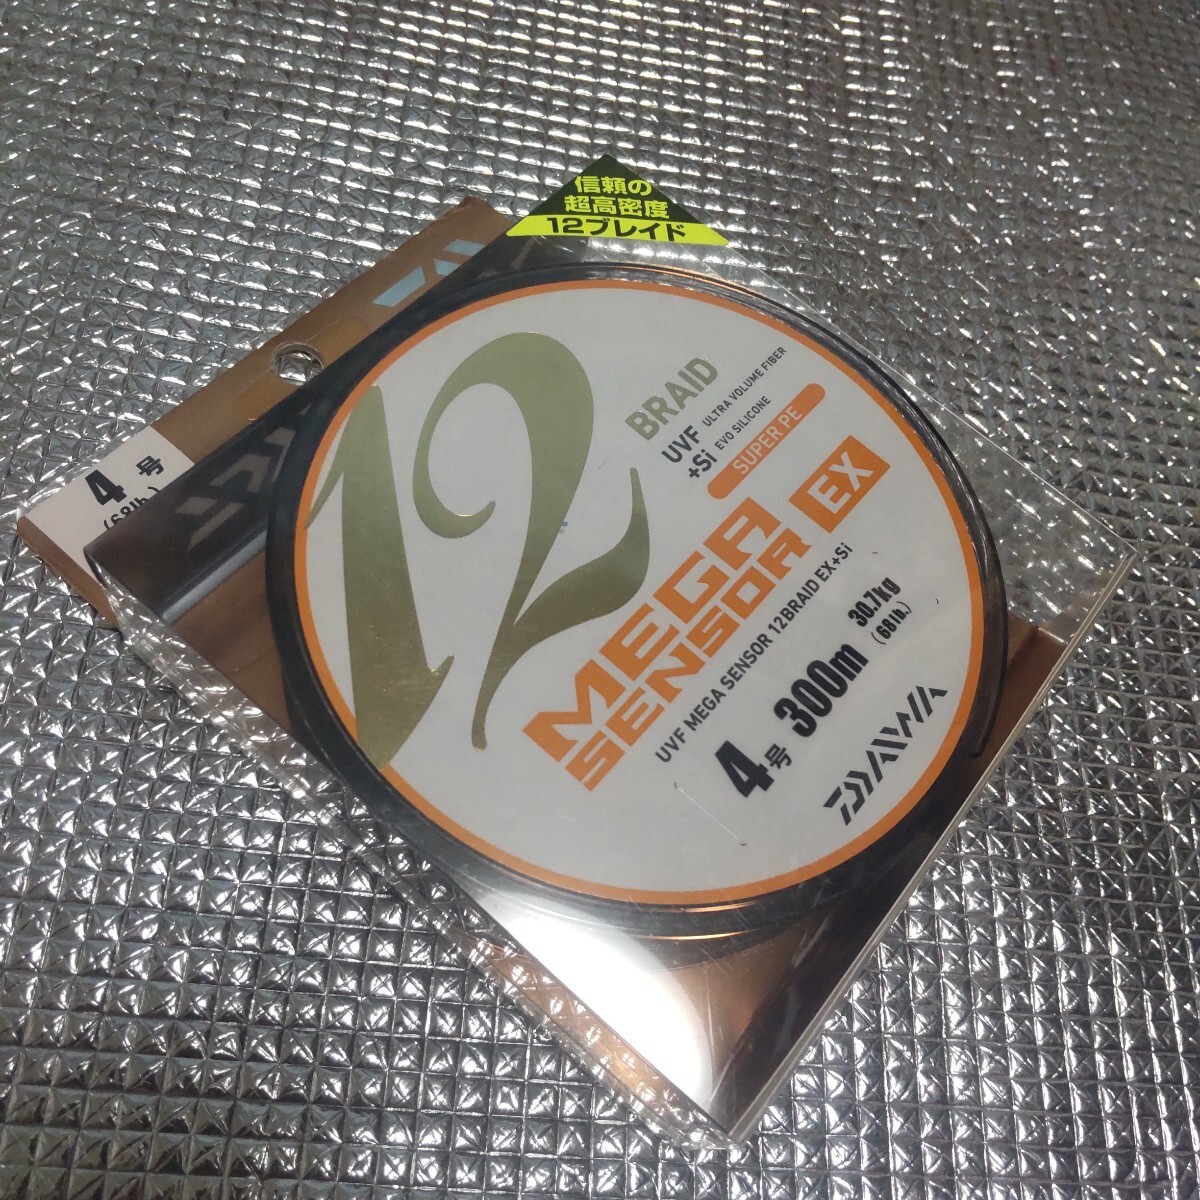 信頼の
超高密度
12ブレイド
12
BRAID
UVF ULTRA VOLUME FIBER
+Si EVO SILICONE
SUPER PE
MEGA
SENSOR EX
UVF MEGA SENSOR 12BRAID EX+Si
4号 300m 30.7kg
(68lb.)
DAIWA
4号
(68lb.)